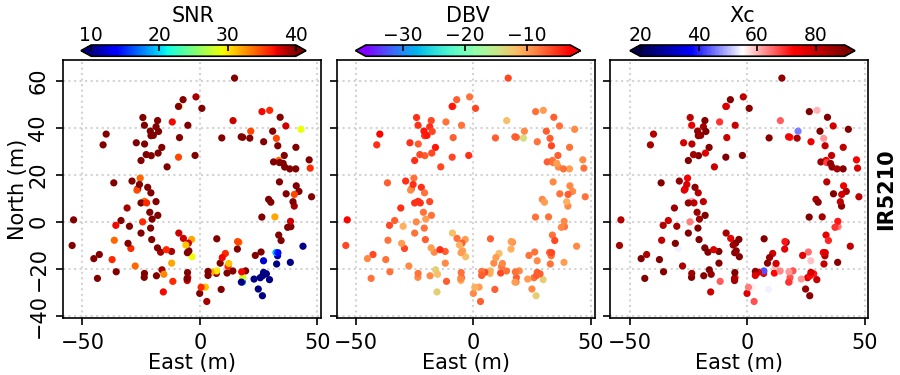 SNR DBV Xc
10 20 30 40 −30 −20 −10 20 40 60 80
60
40
20
0
−20
−40
North (m)
IR5210
−50 0 50 −50 0 50 −50 0 50
East (m) East (m) East (m)